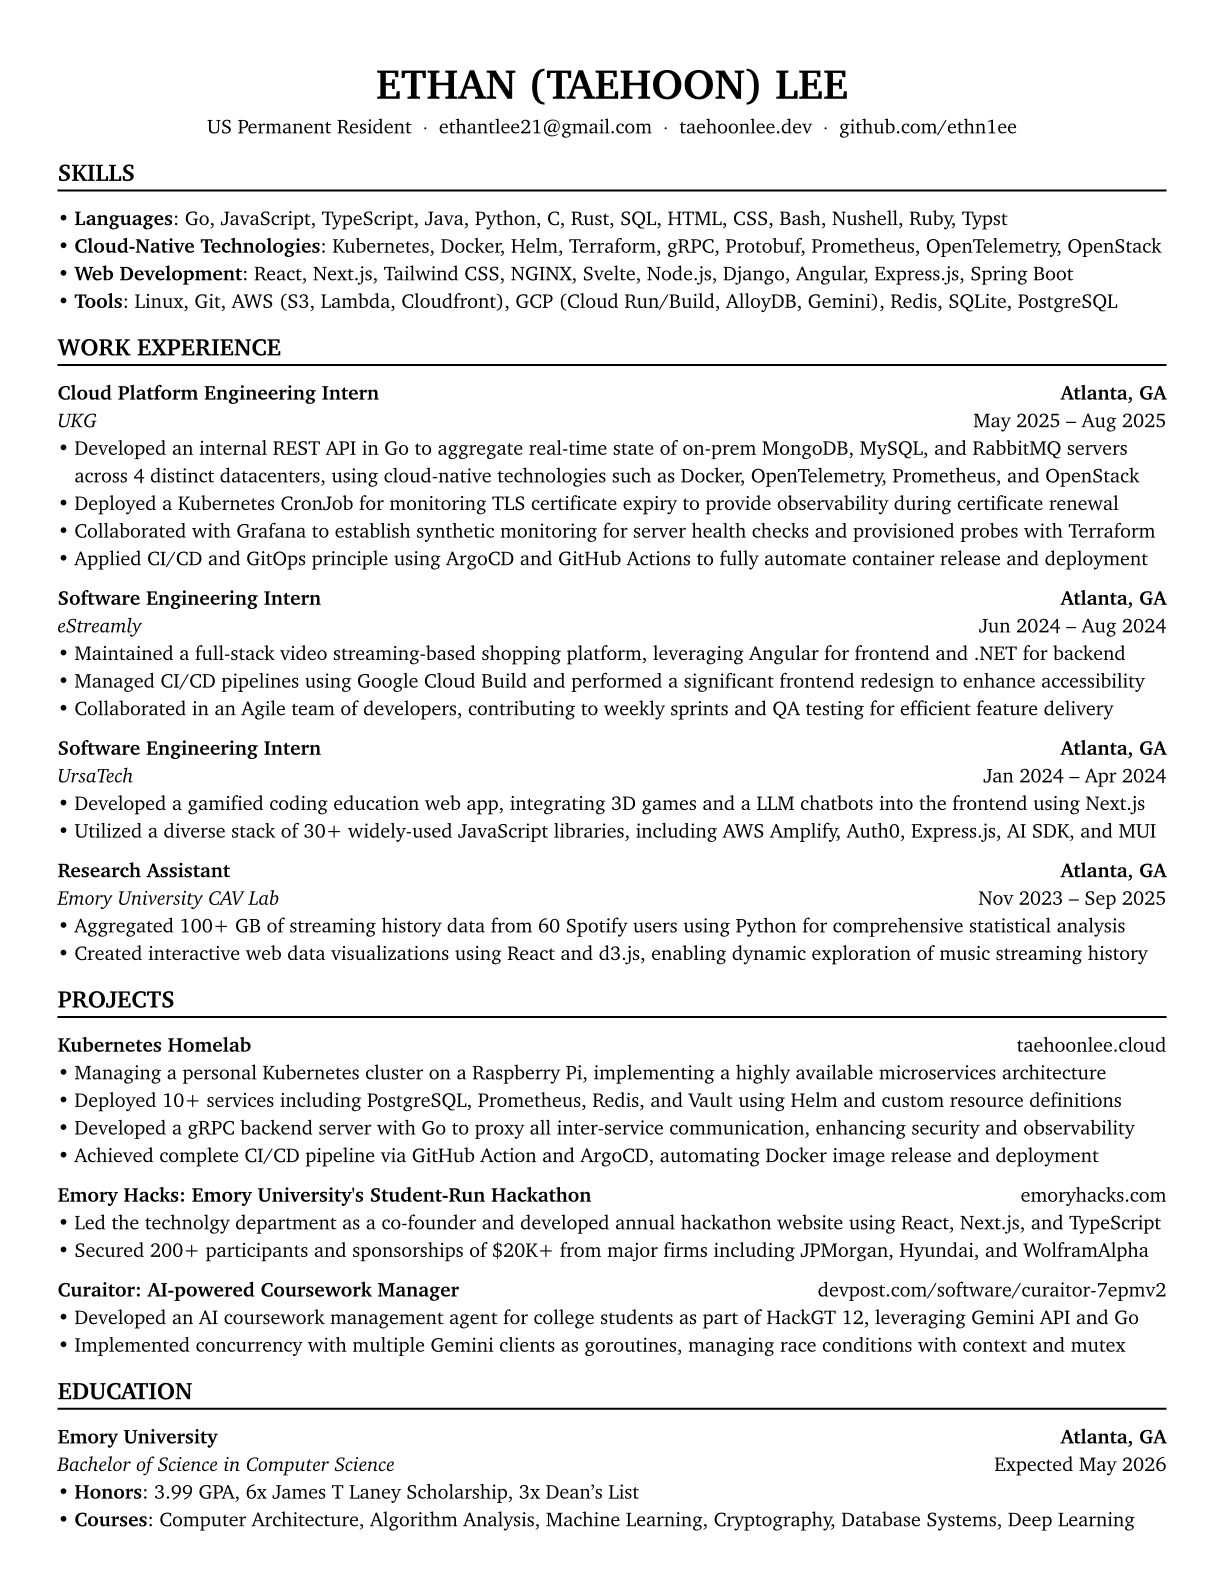 ETHAN (TAEHOON) LEE
US Permanent Resident · ethantlee21@gmail.com · taehoonlee.dev · github.com/ethn1ee
SKILLS
• Languages: Go, JavaScript, TypeScript, Java, Python, C, Rust, SQL, HTML, CSS, Bash, Nushell, Ruby, Typst
• Cloud-Native Technologies: Kubernetes, Docker, Helm, Terraform, gRPC, Protobuf, Prometheus, OpenTelemetry, OpenStack
• Web Development: React, Next.js, Tailwind CSS, NGINX, Svelte, Node.js, Django, Angular, Express.js, Spring Boot
• Tools: Linux, Git, AWS (S3, Lambda, Cloudfront), GCP (Cloud Run/Build, AlloyDB, Gemini), Redis, SQLite, PostgreSQL
WORK EXPERIENCE
Cloud Platform Engineering Intern Atlanta, GA
UKG May 2025 – Aug 2025
• Developed an internal REST API in Go to aggregate real-time state of on-prem MongoDB, MySQL, and RabbitMQ servers
across 4 distinct datacenters, using cloud-native technologies such as Docker, OpenTelemetry, Prometheus, and OpenStack
• Deployed a Kubernetes CronJob for monitoring TLS certificate expiry to provide observability during certificate renewal
• Collaborated with Grafana to establish synthetic monitoring for server health checks and provisioned probes with Terraform
• Applied CI/CD and GitOps principle using ArgoCD and GitHub Actions to fully automate container release and deployment
Software Engineering Intern Atlanta, GA
eStreamly Jun 2024 – Aug 2024
• Maintained a full-stack video streaming-based shopping platform, leveraging Angular for frontend and .NET for backend
• Managed CI/CD pipelines using Google Cloud Build and performed a significant frontend redesign to enhance accessibility
• Collaborated in an Agile team of developers, contributing to weekly sprints and QA testing for efficient feature delivery
Software Engineering Intern Atlanta, GA
UrsaTech Jan 2024 – Apr 2024
• Developed a gamified coding education web app, integrating 3D games and a LLM chatbots into the frontend using Next.js
• Utilized a diverse stack of 30+ widely-used JavaScript libraries, including AWS Amplify, Auth0, Express.js, AI SDK, and MUI
Research Assistant Atlanta, GA
Emory University CAV Lab Nov 2023 – Sep 2025
• Aggregated 100+ GB of streaming history data from 60 Spotify users using Python for comprehensive statistical analysis
• Created interactive web data visualizations using React and d3.js, enabling dynamic exploration of music streaming history
PROJECTS
Kubernetes Homelab taehoonlee.cloud
• Managing a personal Kubernetes cluster on a Raspberry Pi, implementing a highly available microservices architecture
• Deployed 10+ services including PostgreSQL, Prometheus, Redis, and Vault using Helm and custom resource definitions
• Developed a gRPC backend server with Go to proxy all inter-service communication, enhancing security and observability
• Achieved complete CI/CD pipeline via GitHub Action and ArgoCD, automating Docker image release and deployment
Emory Hacks: Emory University's Student-Run Hackathon emoryhacks.com
• Led the technolgy department as a co-founder and developed annual hackathon website using React, Next.js, and TypeScript
• Secured 200+ participants and sponsorships of $20K+ from major firms including JPMorgan, Hyundai, and WolframAlpha
Curaitor: AI-powered Coursework Manager devpost.com/software/curaitor-7epmv2
• Developed an AI coursework management agent for college students as part of HackGT 12, leveraging Gemini API and Go
• Implemented concurrency with multiple Gemini clients as goroutines, managing race conditions with context and mutex
EDUCATION
Emory University Atlanta, GA
Bachelor of Science in Computer Science Expected May 2026
• Honors: 3.99 GPA, 6x James T Laney Scholarship, 3x Dean’s List
• Courses: Computer Architecture, Algorithm Analysis, Machine Learning, Cryptography, Database Systems, Deep Learning